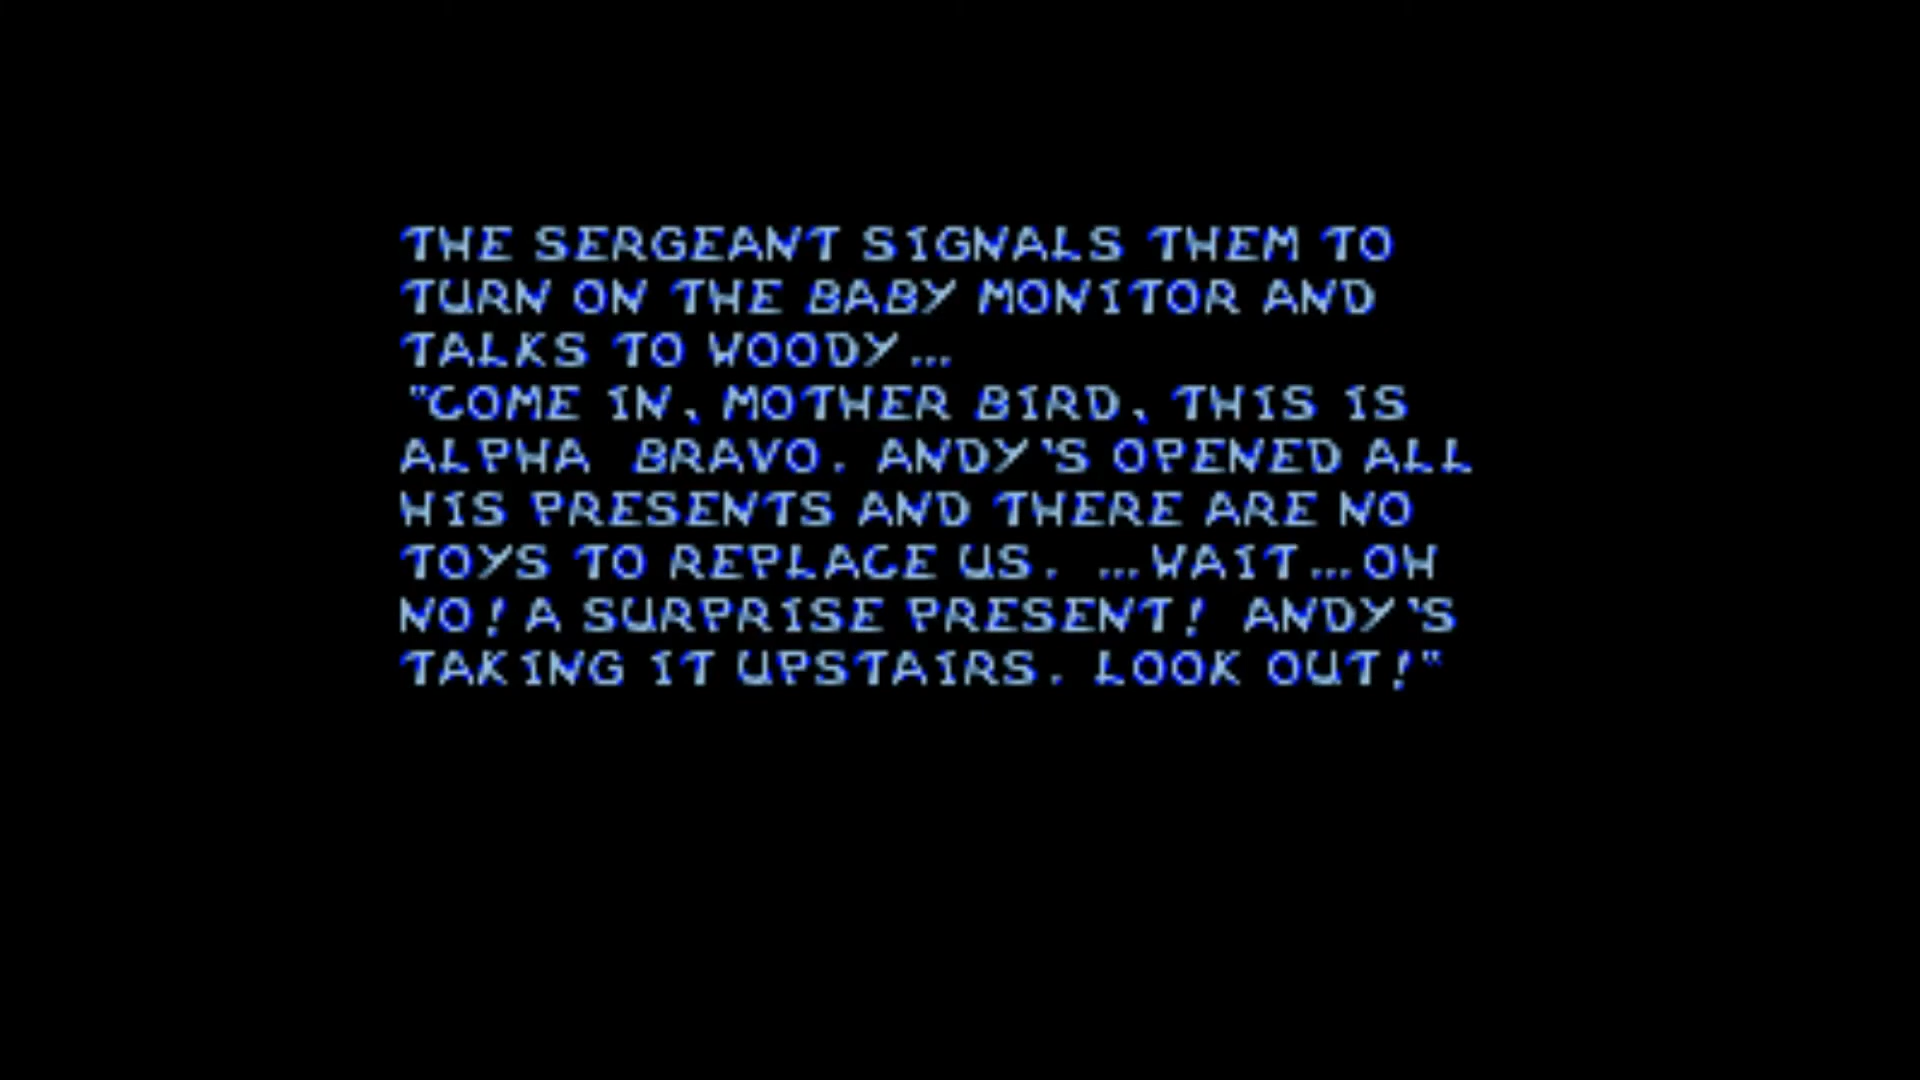 THE SERGEANT SIGNALS THEM TO
TURN ON THE BABY MONITOR AND
TALKS TO WOODY...
"COME IN, MOTHER BIRD, THIS IS
ALPHA  BRAVO. ANDY'S OPENED ALL
HIS PRESENTS AND THERE ARE NO
TOYS TO REPLACE US. ...WAIT...OH
NO! A SURPRISE PRESENT! ANDY'S
TAKING IT UPSTAIRS. LOOK OUT!"